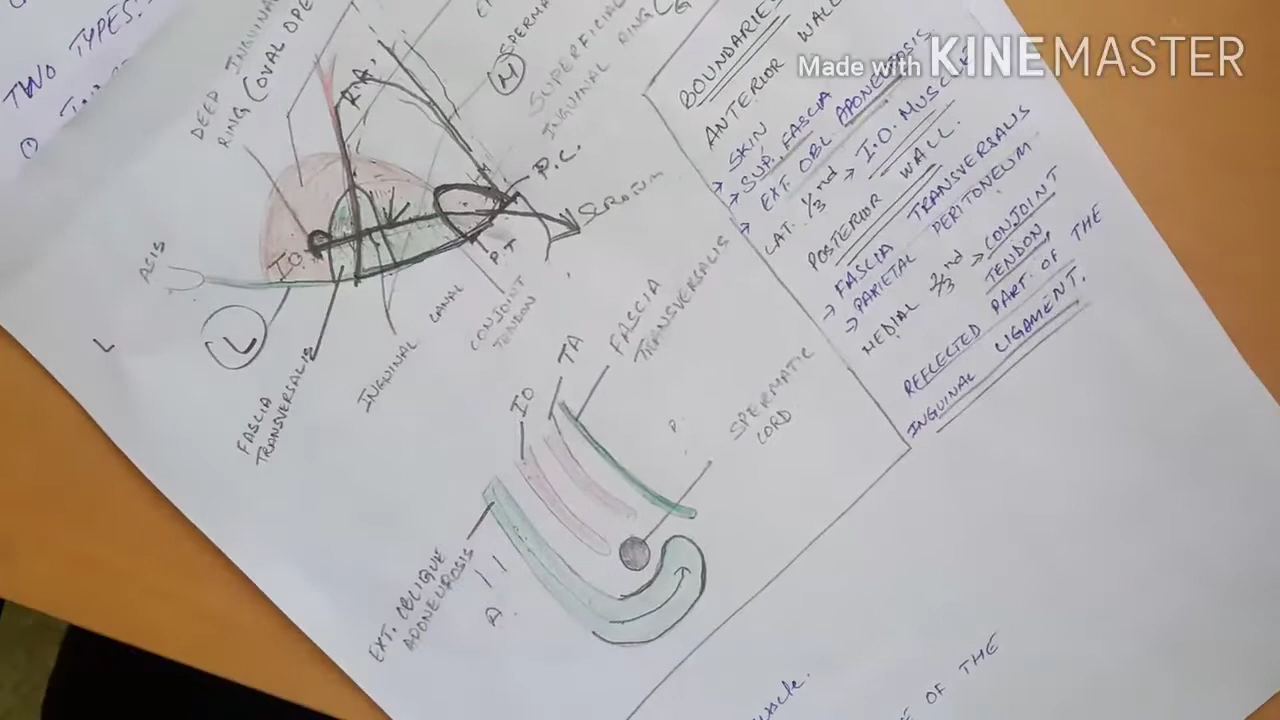 Made with KINEMASTER
TWO TYPES:
DEEP INGUINAL
RING (OVAL OPE
SPERMA
SUPERFICIAL
INGUINAL RING
M
R.A.
P.C.
SCROTUM
ASIS
IO
P.T
L
L
FASCIA
TRANSVERSALIS
INGUINAL CANAL
CONJOINT
TENDON
IO
TA
FASCIA
TRANSVERSALIS
SPERMATIC
CORD
EXT. OBLIQUE
APONEUROSIS
A.
P.
BOUNDARIES
ANTERIOR WALL
→ SKIN
→ SUP. FASCIA
→ EXT. OBL. APONEUROSIS
LAT. 1/3nd → I.O. MUSCLE
POSTERIOR WALL.
→ FASCIA TRANSVERSALIS
→ PARIETAL PERITONEUM
MEDIAL 2/3nd → CONJOINT
TENDON,
REFLECTED PART OF THE
INGUINAL LIGAMENT.
OF THE